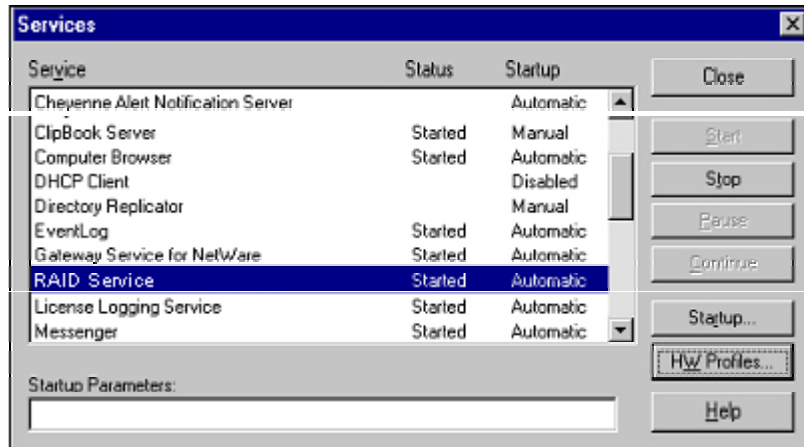 Services
Service Status Startup
Cheyenne Alert Notification Server Automatic
ClipBook Server Started Manual
Computer Browser Started Automatic
DHCP Client Disabled
Directory Replicator Manual
EventLog Started Automatic
Gateway Service for NetWare Started Automatic
RAID Service Started Automatic
License Logging Service Started Automatic
Messenger Started Automatic
Startup Parameters:
Close
Start
Stop
Pause
Continue
Startup...
HW Profiles...
Help